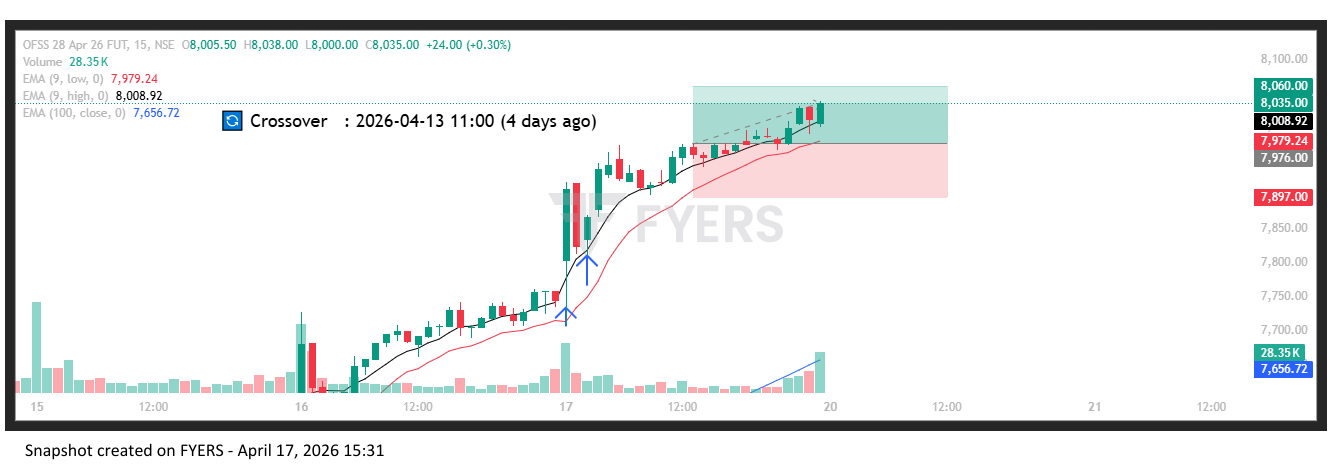 OFSS 28 Apr 26 FUT, 15, NSE O8,005.50 H8,038.00 L8,000.00 C8,035.00 +24.00 (+0.30%)
Volume 28.35K
EMA (9, low, 0) 7,979.24
EMA (9, high, 0) 8,008.92
EMA (100, close, 0) 7,656.72
Crossover : 2026-04-13 11:00 (4 days ago)
8,100.00
8,060.00
8,035.00
8,008.92
7,979.24
7,976.00
7,897.00
7,850.00
7,800.00
7,750.00
7,700.00
28.35K
7,656.72
FYERS
15 12:00 16 12:00 17 12:00 20 12:00 21 12:00
Snapshot created on FYERS - April 17, 2026 15:31